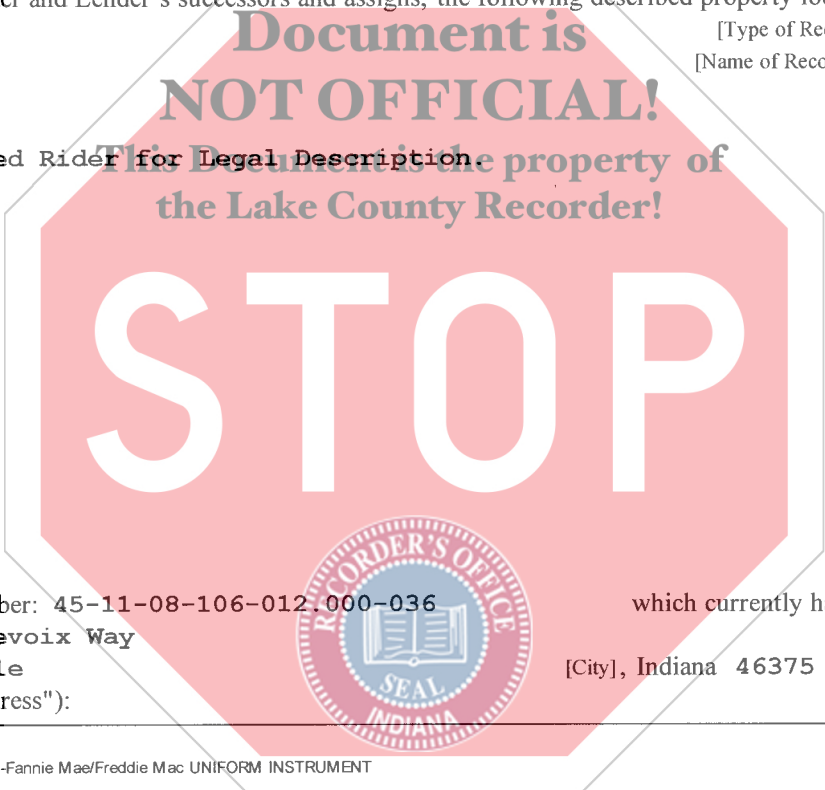 er and Lender's successors and assigns, the following described property loc
Document is
[Type of Rec
NOT OFFICIAL!
[Name of Reco
ed Rider for Legal Description.
This Document is the property of
the Lake County Recorder!
STOP
RECORDER'S OFFICE
ber: 45-11-08-106-012.000-036 which currently h
evoix Way
le [City], Indiana 46375
SEAL
ress"):
INDIANA
-Fannie Mae/Freddie Mac UNIFORM INSTRUMENT